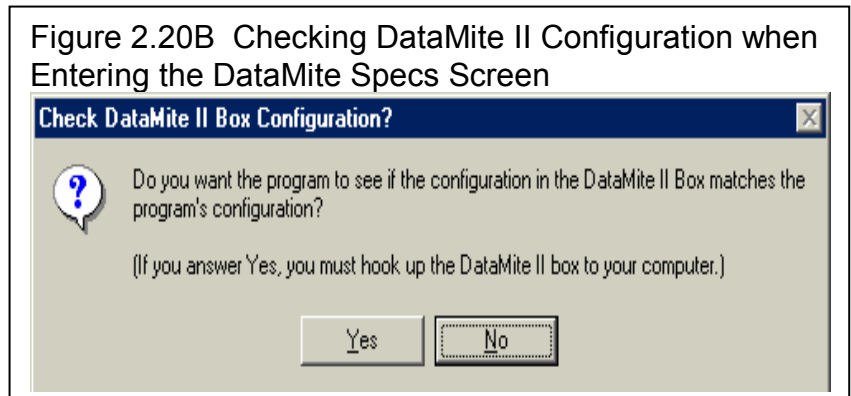 Figure 2.20B  Checking DataMite II Configuration when
Entering the DataMite Specs Screen
Check DataMite II Box Configuration?
Do you want the program to see if the configuration in the DataMite II Box matches the
program's configuration?
(If you answer Yes, you must hook up the DataMite II box to your computer.)
Yes
No